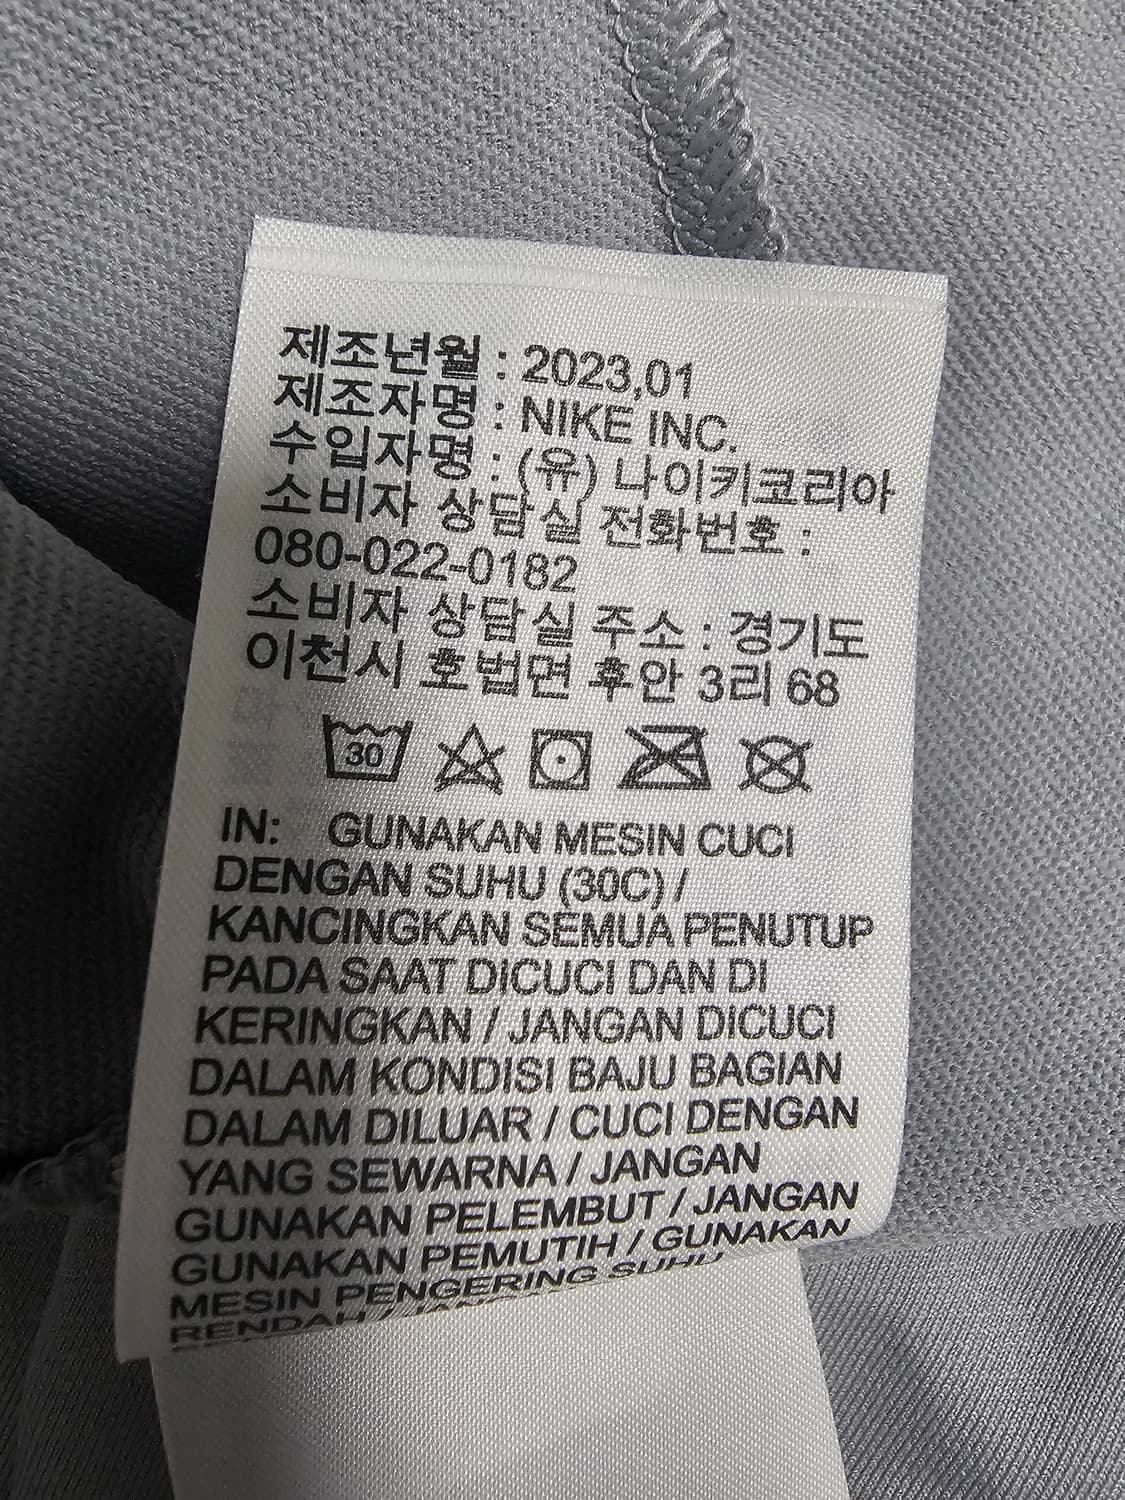 제조년월 : 2023,01
제조자명 : NIKE INC.
수입자명 : (유) 나이키코리아
소비자 상담실 전화번호 :
080-022-0182
소비자 상담실 주소 : 경기도
이천시 호법면 후안 3리 68
30
IN: GUNAKAN MESIN CUCI
DENGAN SUHU (30C) /
KANCINGKAN SEMUA PENUTUP
PADA SAAT DICUCI DAN DI
KERINGKAN / JANGAN DICUCI
DALAM KONDISI BAJU BAGIAN
DALAM DILUAR / CUCI DENGAN
YANG SEWARNA / JANGAN
GUNAKAN PELEMBUT / JANGAN
GUNAKAN PEMUTIH / GUNAKAN
MESIN PENGERING SUHU
RENDAH /